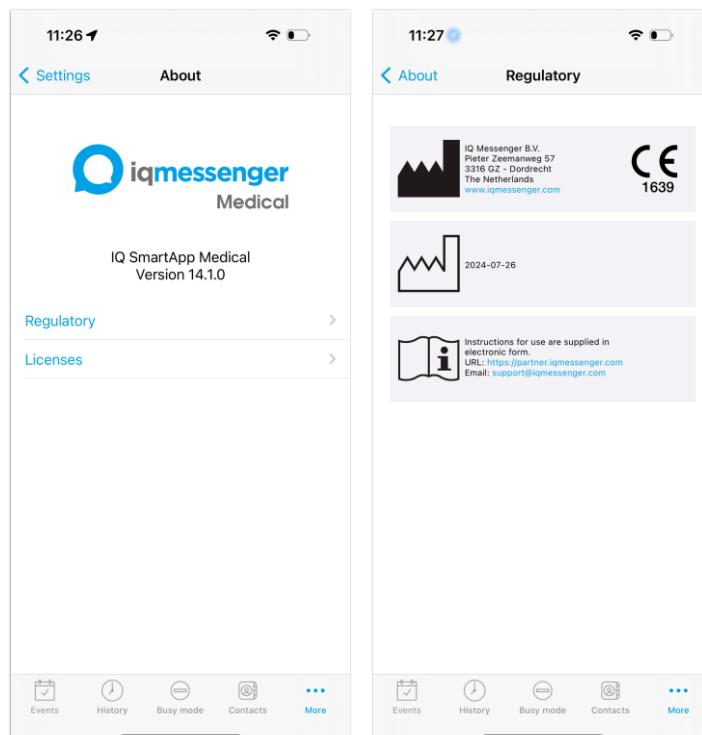 11:26
Settings
About
iqmessenger
Medical
IQ SmartApp Medical
Version 14.1.0
Regulatory
Licenses
Events
History
Busy mode
Contacts
More
11:27
About
Regulatory
IQ Messenger B.V.
Pieter Zeemanweg 57
3316 GZ - Dordrecht
The Netherlands
www.iqmessenger.com
CE
1639
2024-07-26
Instructions for use are supplied in
electronic form.
URL: https://partner.iqmessenger.com
Email: support@iqmessenger.com
Events
History
Busy mode
Contacts
More